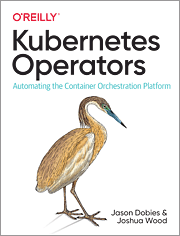 O'REILLY®
Kubernetes
Operators
Automating the Container Orchestration Platform
Jason Dobies &
Joshua Wood